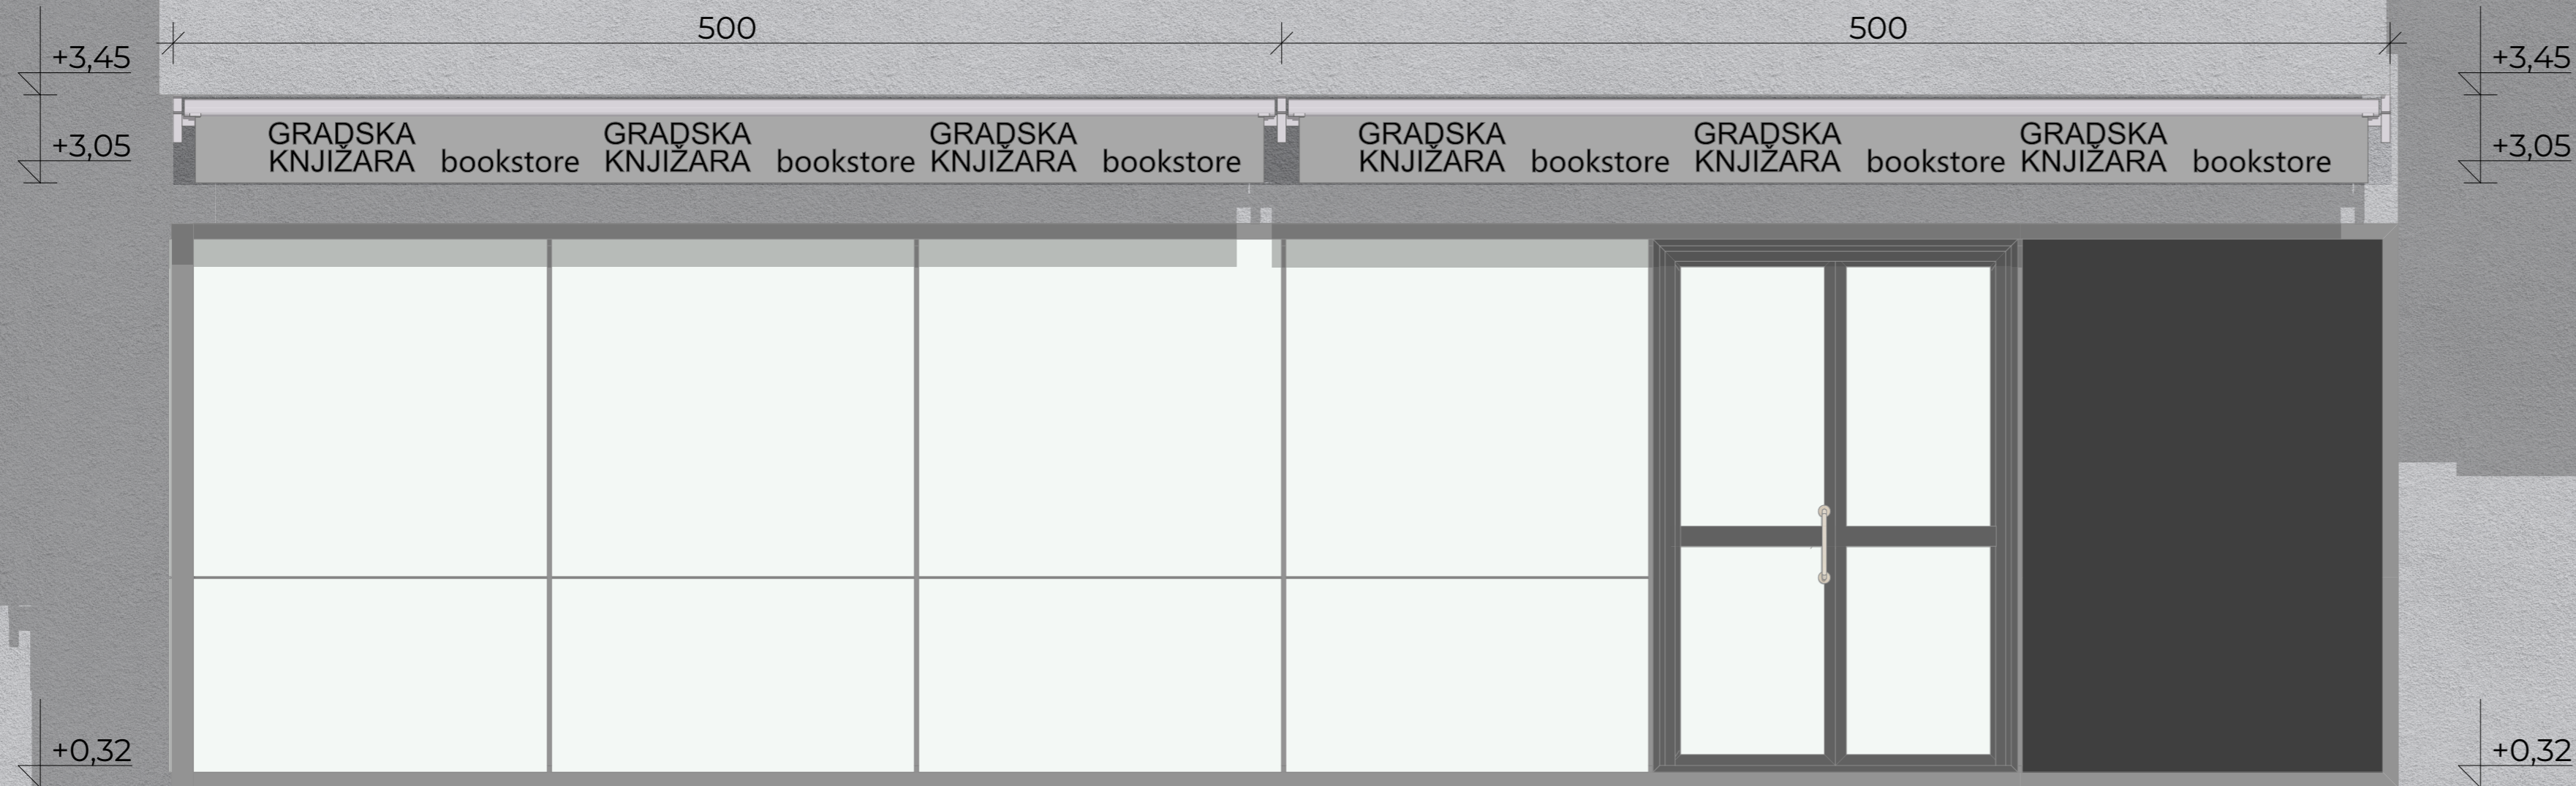 500 500
+3,45 +3,45
GRADSKA GRADSKA GRADSKA GRADSKA GRADSKA GRADSKA
+3,05 KNJIŽARA bookstore KNJIŽARA bookstore KNJIŽARA bookstore KNJIŽARA bookstore KNJIŽARA bookstore KNJIŽARA bookstore +3,05
+0,32 +0,32